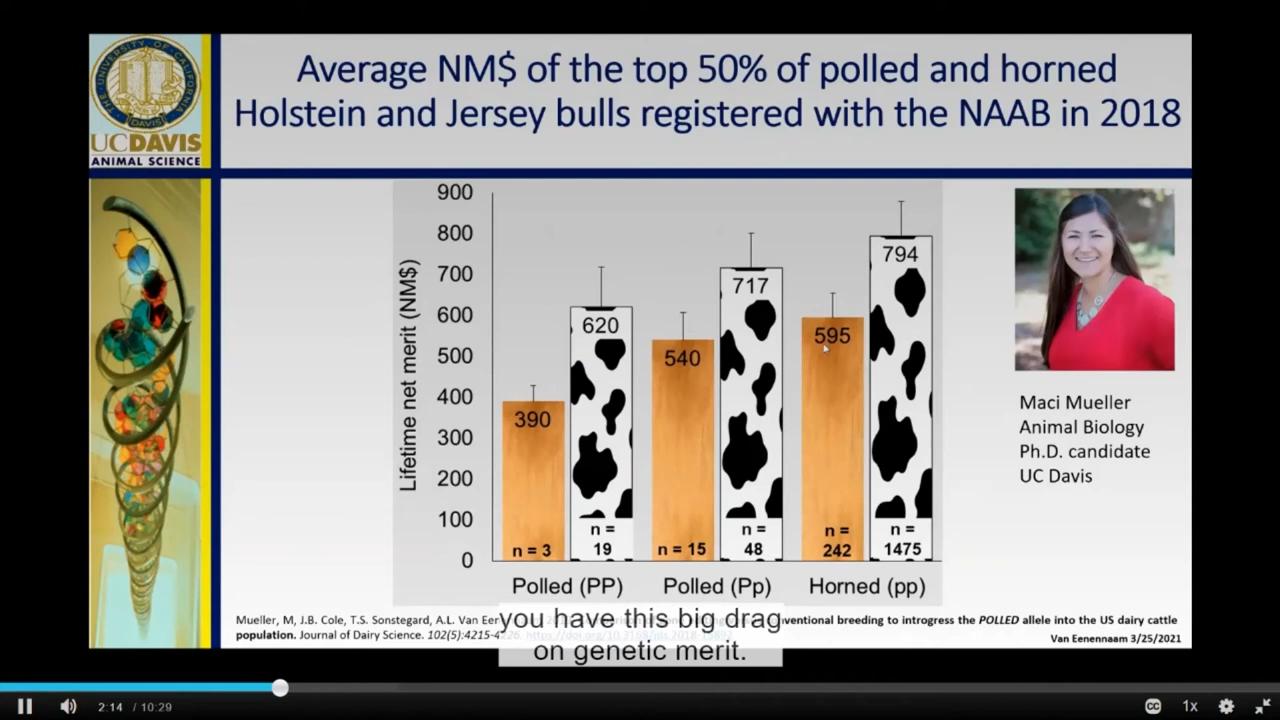 UNIVERSITY OF CALIFORNIA
DAVIS
UCDAVIS
ANIMAL SCIENCE
Average NM$ of the top 50% of polled and horned
Holstein and Jersey bulls registered with the NAAB in 2018
Lifetime net merit (NM$)
900
800
700
600
500
400
300
200
100
0
390
620
540
717
595
794
n = 3
n = 19
n = 15
n = 48
n = 242
n = 1475
Polled (PP)
Polled (Pp)
Horned (pp)
Maci Mueller
Animal Biology
Ph.D. candidate
UC Davis
Mueller, M, J.B. Cole, T.S. Sonstegard, A.L. Van nventional breeding to introgress the POLLED allele into the US dairy cattle
population. Journal of Dairy Science. 102(5):4215-4
Van Eenennaam 3/25/2021
you have this big drag
on genetic merit.
2:14 / 10:29
CC
1x